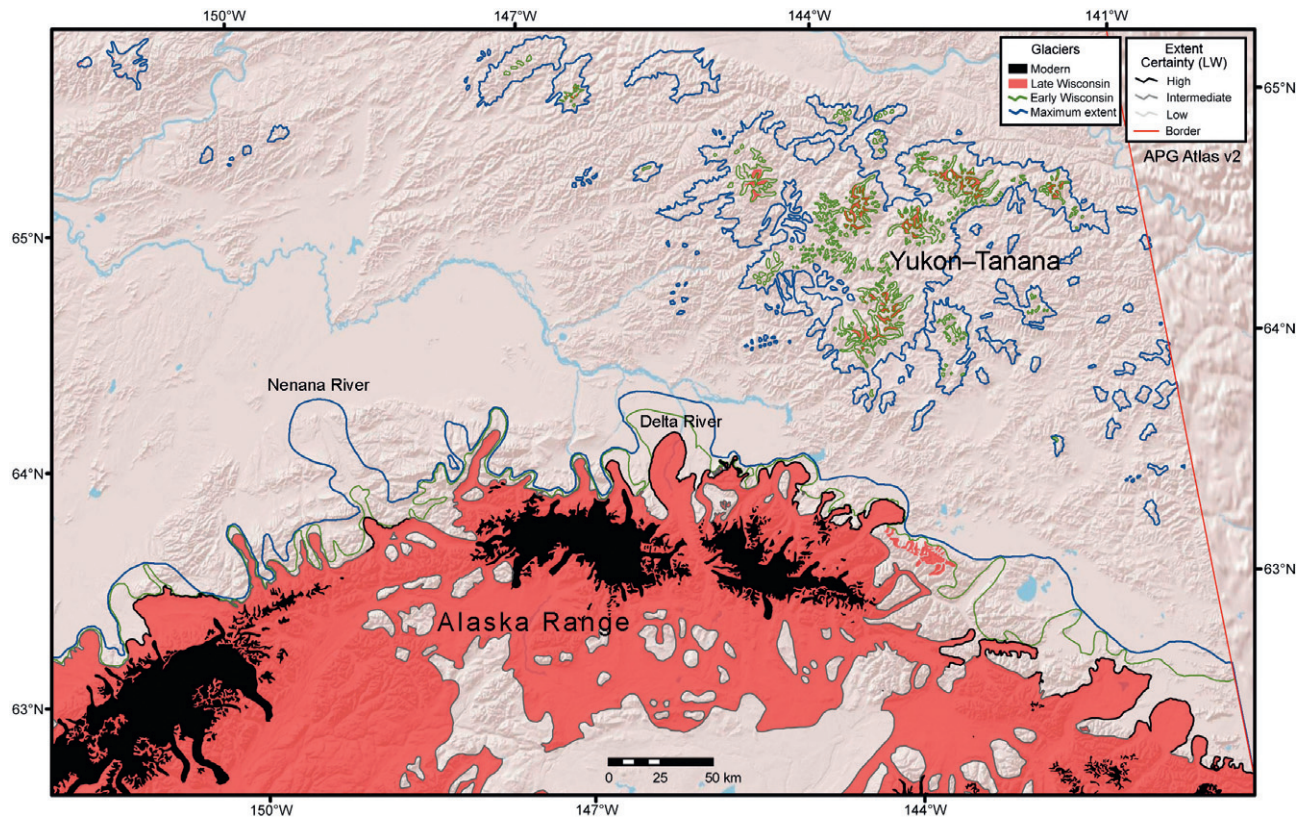 150°W 147°W 144°W 141°W
Glaciers
Modern
Late Wisconsin
Early Wisconsin
Maximum extent
Extent
Certainty (LW)
High
Intermediate
Low
Border
APG Atlas v2
65°N
65°N
Yukon–Tanana
64°N
Nenana River
Delta River
64°N
63°N
Alaska Range
63°N
0 25 50 km
150°W 147°W 144°W